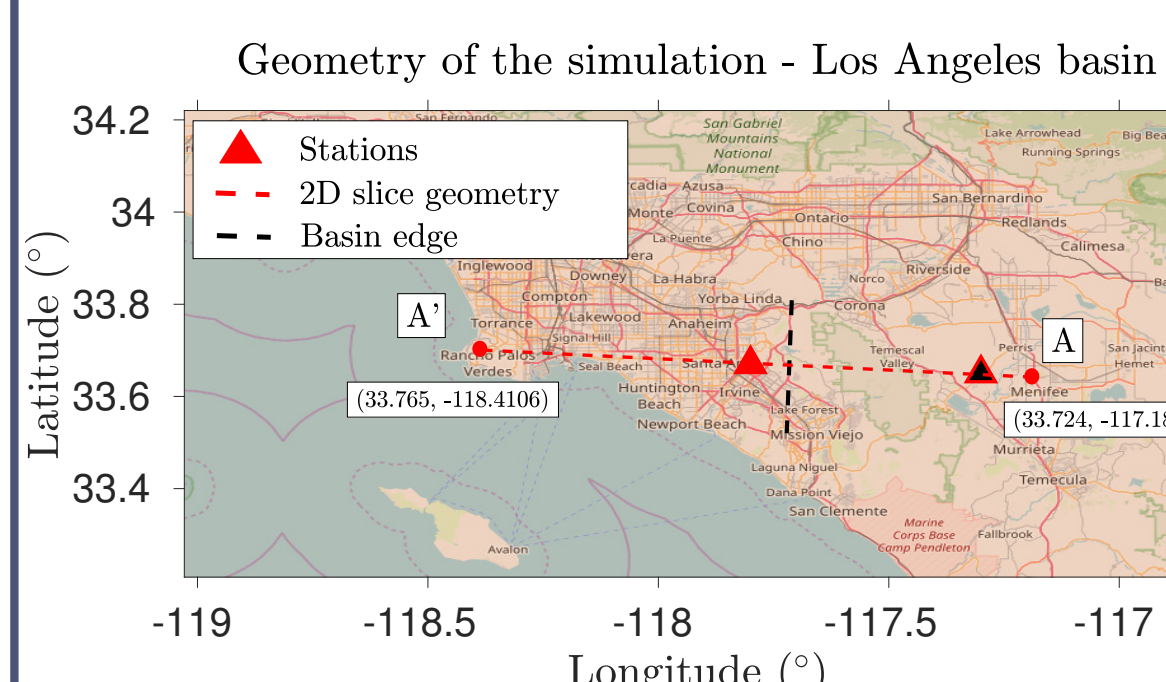 Geometry of the simulation - Los Angeles basin
34.2
34
33.8
33.6
33.4
Latitude (°)
Stations
2D slice geometry
Basin edge
San Fernando
San Gabriel
Mountains
National
Monument
Lake Arrowhead
Big Bea
Running Springs
rcadia
Azusa
San Bernardino
Monte
Covina
Ontario
Redlands
La Puente
Chino
Calimesa
Inglewood
Downey
La Habra
Norco
Riverside
Compton
Yorba Linda
Corona
A'
Torrance
Lakewood
Anaheim
Signal Hill
A
Rancho Palos
Verdes
Seal Beach
Santa
Temescal
Valley
Perris
San Jacint
Hemet
(33.765, -118.4106)
Huntington
Beach
Irvine
Menifee
Lake Forest
(33.724, -117.18
Newport Beach
Mission Viejo
Murrieta
Laguna Niguel
Temecula
Dana Point
San Clemente
Marine
Corps Base
Camp Pendleton
Fallbrook
Avalon
-119
-118.5
-118
-117.5
-117
Longitude (°)